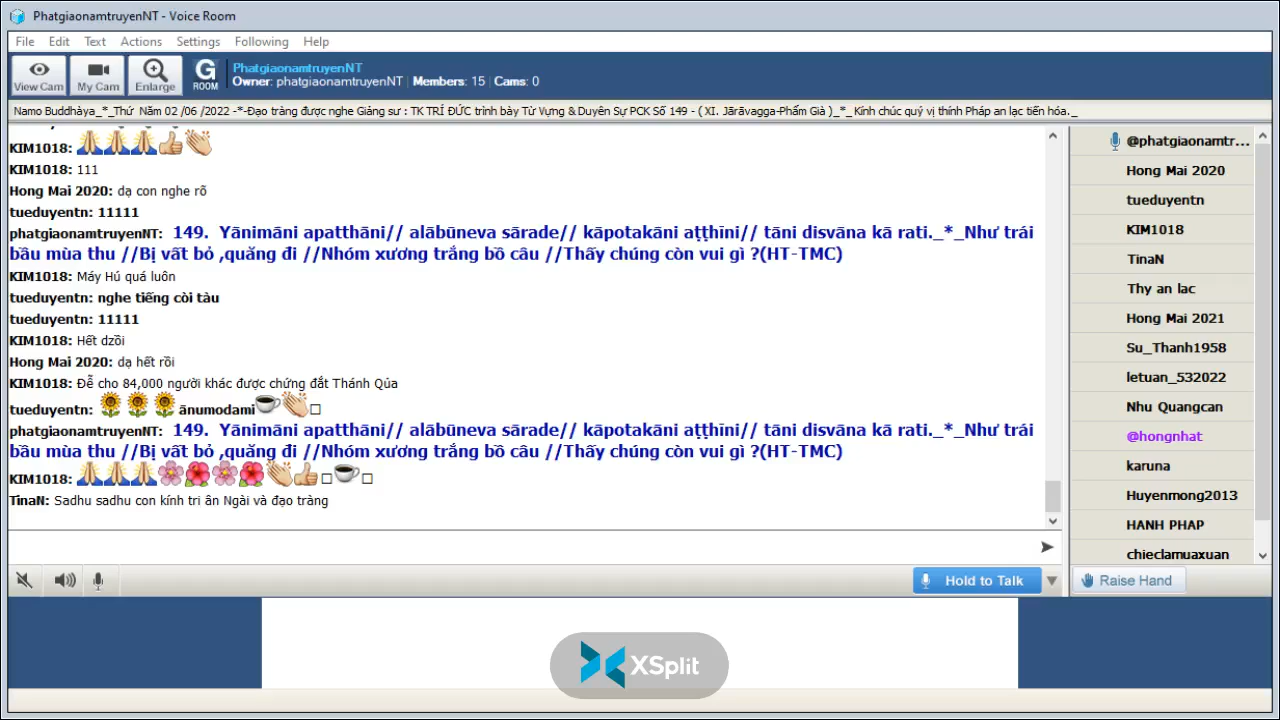 PhatgiaonamtruyenNT - Voice Room
File Edit Text Actions Settings Following Help
View Cam My Cam Enlarge G ROOM
PhatgiaonamtruyenNT
Owner: phatgiaonamtruyenNT | Members: 15 | Cams: 0
Namo Buddhàya_*_Thứ Năm 02 /06 /2022 -*-Đạo tràng được nghe Giảng sư : TK TRÍ ĐỨC trình bày Từ Vựng & Duyên Sự PCK Số 149 - ( XI. Jārāvagga-Phẩm Già )_*_ Kính chúc quý vị thính Pháp an lạc tiến hóa._
KIM1018:
KIM1018: 111
Hong Mai 2020: dạ con nghe rõ
tueduyentn: 11111
phatgiaonamtruyenNT: 149. Yānimāni apatthāni// alābūneva sārade// kāpotakāni aṭṭhīni// tāni disvāna kā rati._*_Như trái
bầu mùa thu //Bị vất bỏ ,quăng đi //Nhóm xương trắng bồ câu //Thấy chúng còn vui gì ?(HT-TMC)
KIM1018: Máy Hú quá luôn
tueduyentn: nghe tiếng còi tàu
tueduyentn: 11111
KIM1018: Hết dzồi
Hong Mai 2020: dạ hết rồi
KIM1018: Để cho 84,000 người khác được chứng đắt Thánh Qủa
tueduyentn: ānumodami
phatgiaonamtruyenNT: 149. Yānimāni apatthāni// alābūneva sārade// kāpotakāni aṭṭhīni// tāni disvāna kā rati._*_Như trái
bầu mùa thu //Bị vất bỏ ,quăng đi //Nhóm xương trắng bồ câu //Thấy chúng còn vui gì ?(HT-TMC)
KIM1018:
TinaN: Sadhu sadhu con kính tri ân Ngài và đạo tràng
@phatgiaonamtr...
Hong Mai 2020
tueduyentn
KIM1018
TinaN
Thy an lac
Hong Mai 2021
Su_Thanh1958
letuan_532022
Nhu Quangcan
@hongnhat
karuna
Huyenmong2013
HANH PHAP
chieclamuaxuan
Hold to Talk
Raise Hand
XSplit